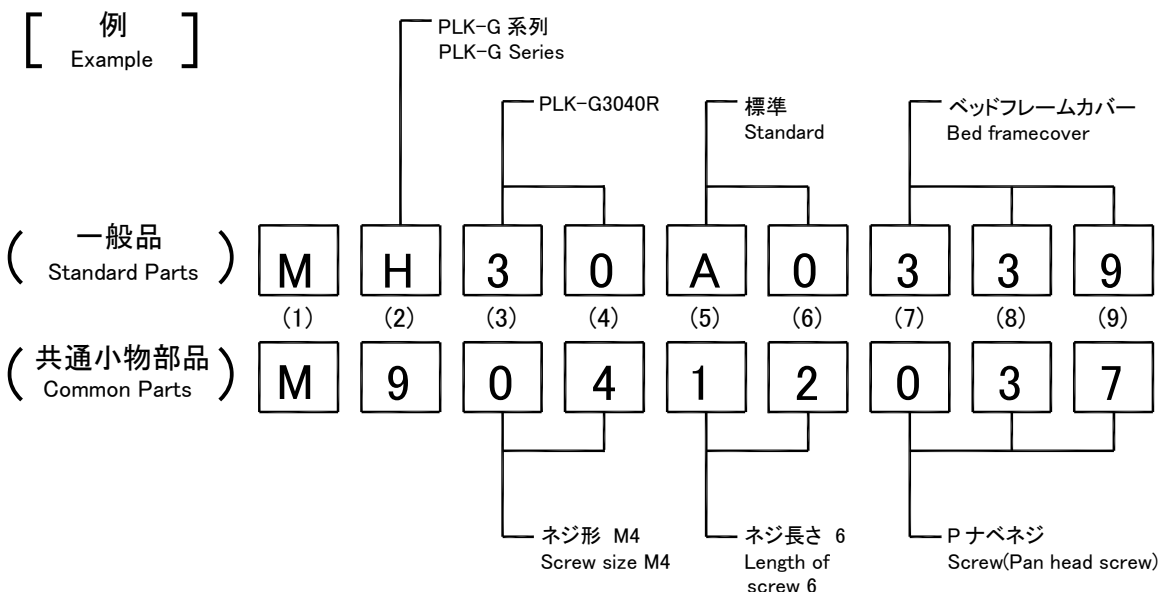 [ 例 ]
Example
PLK-G 系列
PLK-G Series
PLK-G3040R
標準
Standard
ベッドフレームカバー
Bed framecover
( 一般品 )
Standard Parts
M H 3 0 A 0 3 3 9
(1) (2) (3) (4) (5) (6) (7) (8) (9)
( 共通小物部品 )
Common Parts
M 9 0 4 1 2 0 3 7
ネジ形 M4
Screw size M4
ネジ長さ 6
Length of
screw 6
P ナベネジ
Screw(Pan head screw)